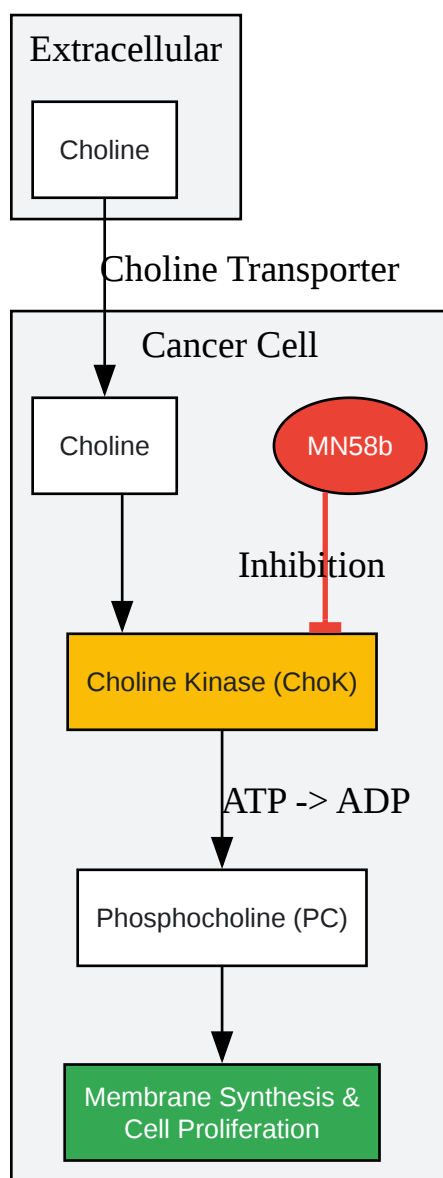 Extracellular
Choline
Choline Transporter
Cancer Cell
Choline
MN58b
Inhibition
Choline Kinase (ChoK)
ATP -> ADP
Phosphocholine (PC)
Membrane Synthesis &
Cell Proliferation